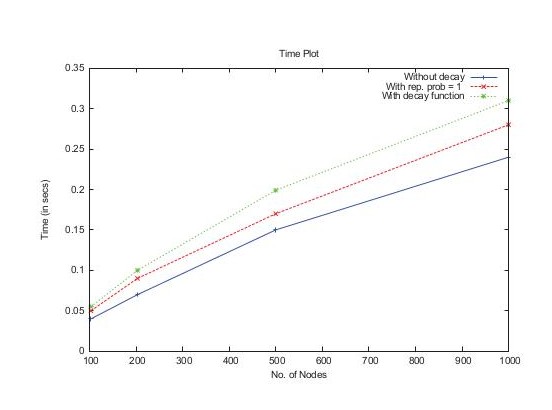 Time Plot
Without decay
With rep. prob = 1
With decay function
0.35
0.3
0.25
0.2
0.15
0.1
0.05
0
Time (in secs)
100 200 300 400 500 600 700 800 900 1000
No. of Nodes